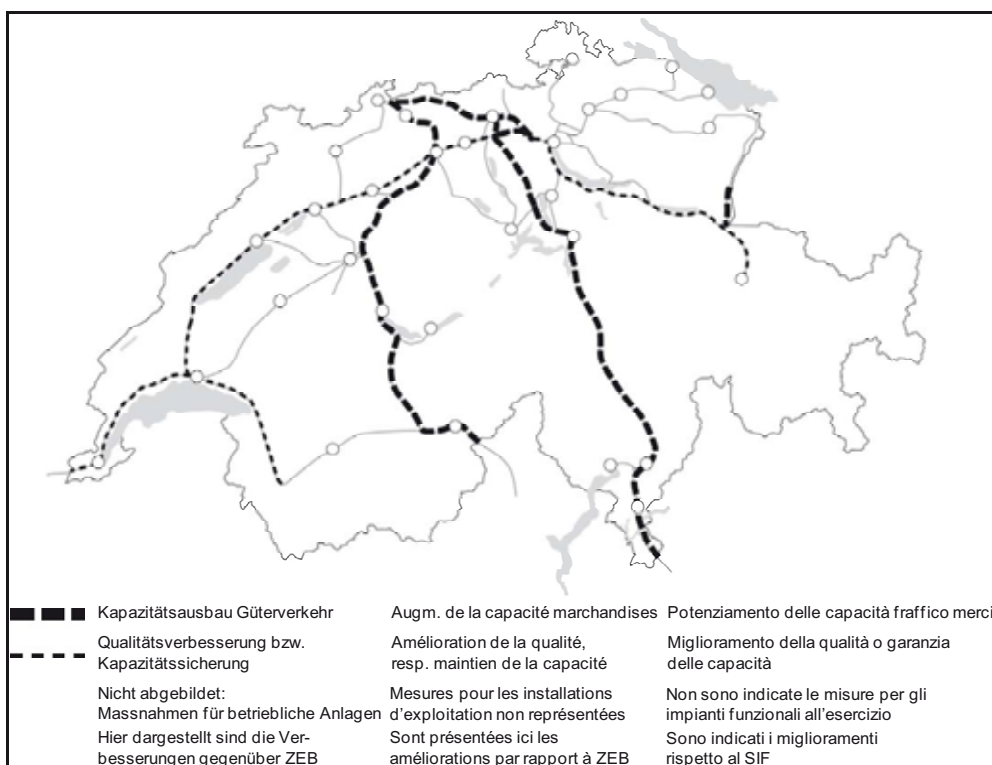 Kapazitätsausbau Güterverkehr
Augm. de la capacité marchandises
Potenziamento delle capacità fraffico merci
Qualitätsverbesserung bzw.
Kapazitätssicherung
Amélioration de la qualité,
resp. maintien de la capacité
Miglioramento della qualità o garanzia
delle capacità
Nicht abgebildet:
Massnahmen für betriebliche Anlagen
Mesures pour les installations
d'exploitation non représentées
Non sono indicate le misure per gli
impianti funzionali all'esercizio
Hier dargestellt sind die Ver-
besserungen gegenüber ZEB
Sont présentées ici les
améliorations par rapport à ZEB
Sono indicati i miglioramenti
rispetto al SIF